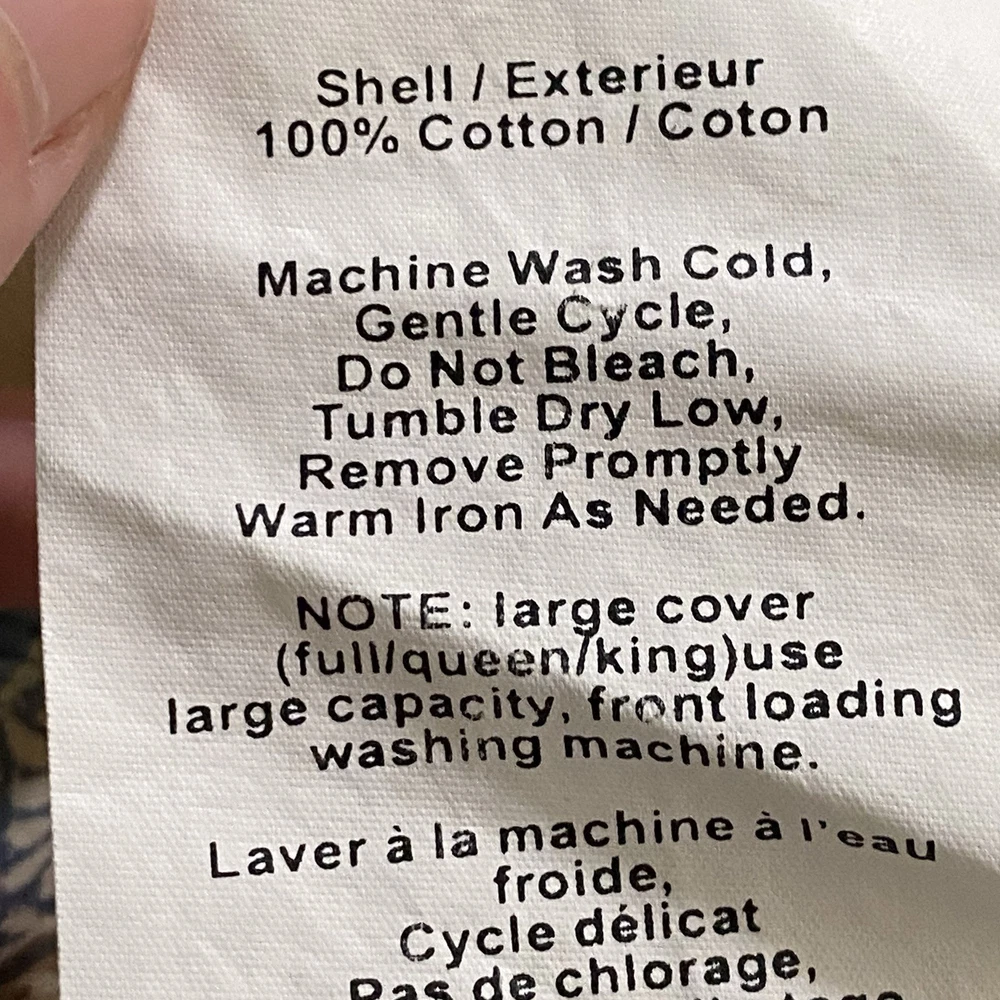 Shell / Exterieur
100% Cotton / Coton
Machine Wash Cold,
Gentle Cycle,
Do Not Bleach,
Tumble Dry Low,
Remove Promptly
Warm Iron As Needed.
NOTE: large cover
(full/queen/king)use
large capacity, front loading
washing machine.
Laver à la machine à l'eau
froide,
Cycle délicat
Pas de chlorage,